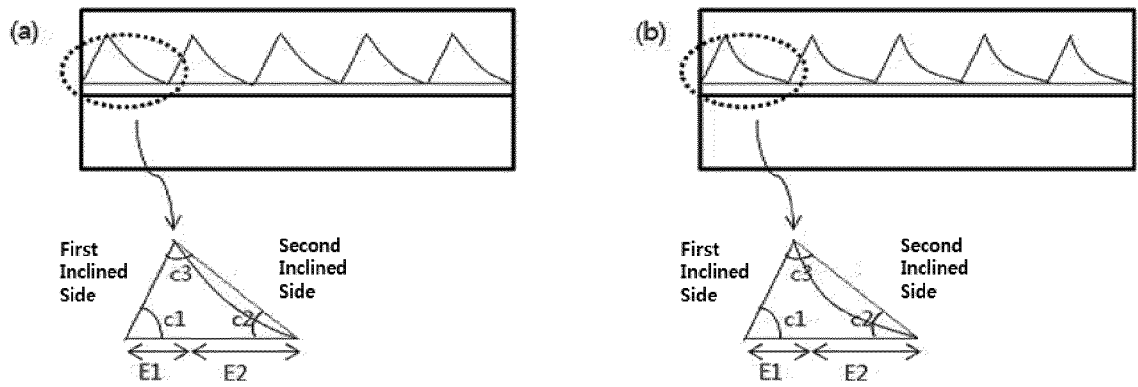 (a)
First
Inclined
Side
Second
Inclined
Side
c3
c1
c2
E1
E2
(b)
First
Inclined
Side
Second
Inclined
Side
c3
c1
c2
E1
E2